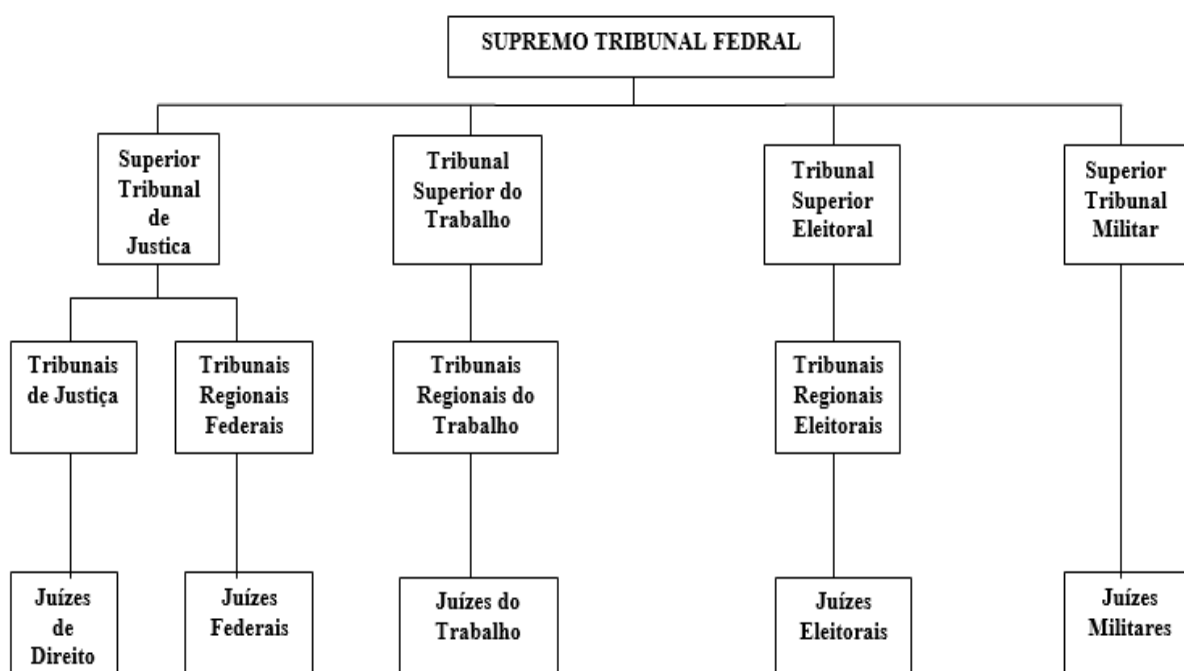 SUPREMO TRIBUNAL FEDRAL
Superior
Tribunal
de
Justica
Tribunal
Superior do
Trabalho
Tribunal
Superior
Eleitoral
Superior
Tribunal
Militar
Tribunais
de Justiça
Tribunais
Regionais
Federais
Tribunais
Regionais do
Trabalho
Tribunais
Regionais
Eleitorais
Juízes
de
Direito
Juízes
Federais
Juízes do
Trabalho
Juízes
Eleitorais
Juízes
Militares